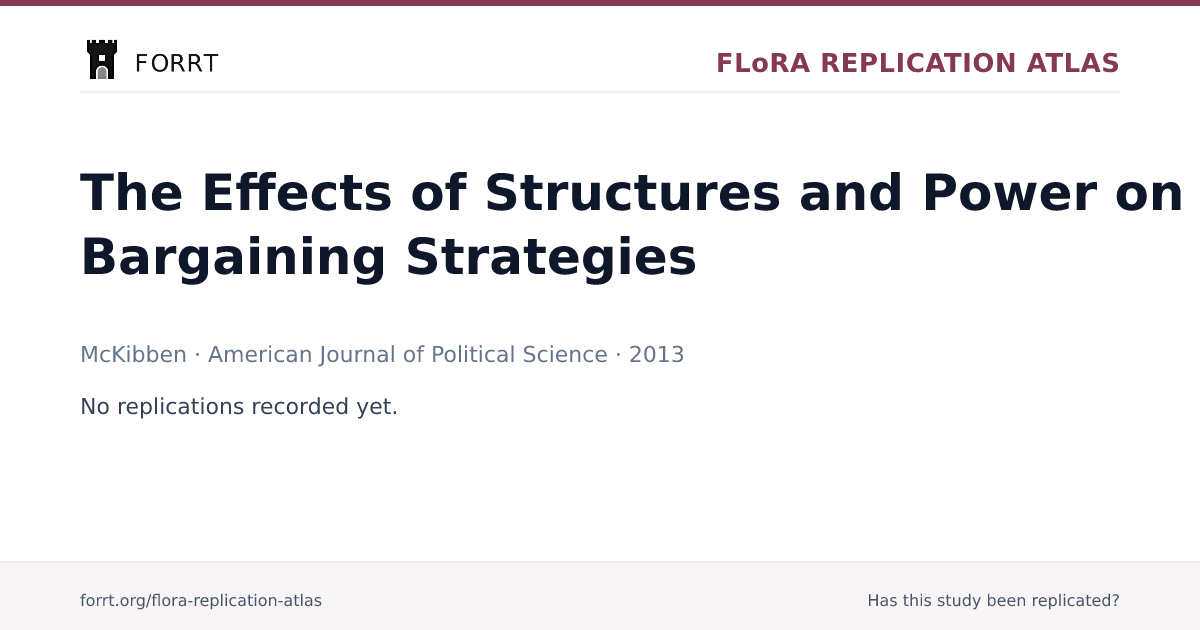 FORRT
FLoRA REPLICATION ATLAS
The Effects of Structures and Power on
Bargaining Strategies
McKibben · American Journal of Political Science · 2013
No replications recorded yet.
forrt.org/flora-replication-atlas
Has this study been replicated?